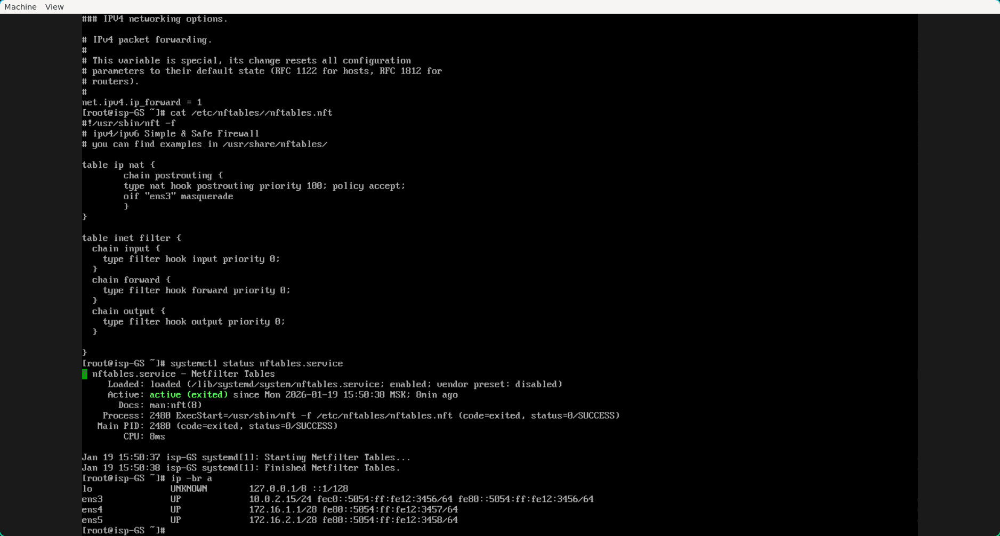 Machine View
### IPV4 networking options.
# IPv4 packet forwarding.
#
# This variable is special, its change resets all configuration
# parameters to their default state (RFC 1122 for hosts, RFC 1812 for
# routers).
#
net.ipv4.ip_forward = 1
[root@isp-GS ~]# cat /etc/nftables//nftables.nft
#!/usr/sbin/nft -f
# ipv4/ipv6 Simple & Safe Firewall
# you can find examples in /usr/share/nftables/
table ip nat {
chain postrouting {
type nat hook postrouting priority 100; policy accept;
oif "ens3" masquerade
}
}
table inet filter {
chain input {
type filter hook input priority 0;
}
chain forward {
type filter hook forward priority 0;
}
chain output {
type filter hook output priority 0;
}
}
[root@isp-GS ~]# systemctl status nftables.service
nftables.service - Netfilter Tables
Loaded: loaded (/lib/systemd/system/nftables.service; enabled; vendor preset: disabled)
Active: active (exited) since Mon 2026-01-19 15:50:38 MSK; 8min ago
Docs: man:nft(8)
Process: 2480 ExecStart=/usr/sbin/nft -f /etc/nftables/nftables.nft (code=exited, status=0/SUCCESS)
Main PID: 2480 (code=exited, status=0/SUCCESS)
CPU: 8ms
Jan 19 15:50:37 isp-GS systemd[1]: Starting Netfilter Tables...
Jan 19 15:50:38 isp-GS systemd[1]: Finished Netfilter Tables.
[root@isp-GS ~]# ip -br a
lo UNKNOWN 127.0.0.1/8 ::1/128
ens3 UP 10.0.2.15/24 fec0::5054:ff:fe12:3456/64 fe80::5054:ff:fe12:3456/64
ens4 UP 172.16.1.1/28 fe80::5054:ff:fe12:3457/64
ens5 UP 172.16.2.1/28 fe80::5054:ff:fe12:3458/64
[root@isp-GS ~]#